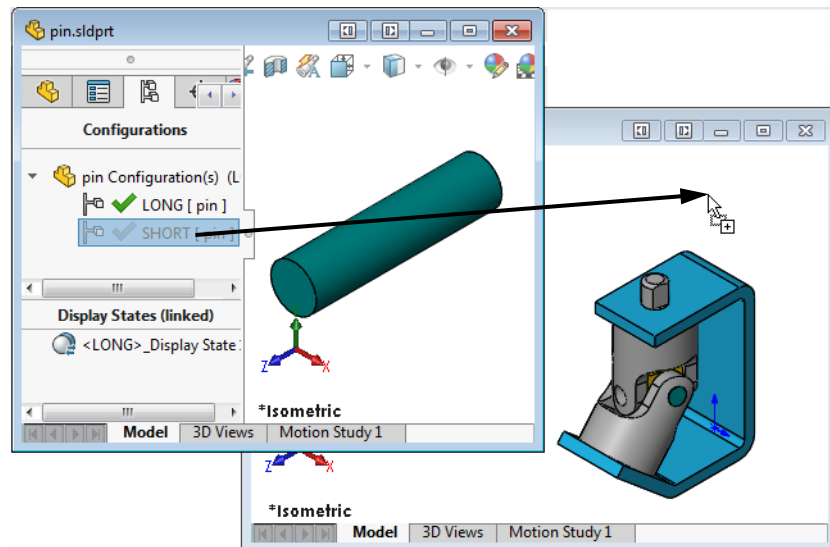 pin.sldprt
Configurations
pin Configuration(s) (L
LONG [ pin ]
SHORT [ pin ]
Display States (linked)
<LONG>_Display State
Z
X
*Isometric
Model 3D Views Motion Study 1
Z
X
*Isometric
Model 3D Views Motion Study 1